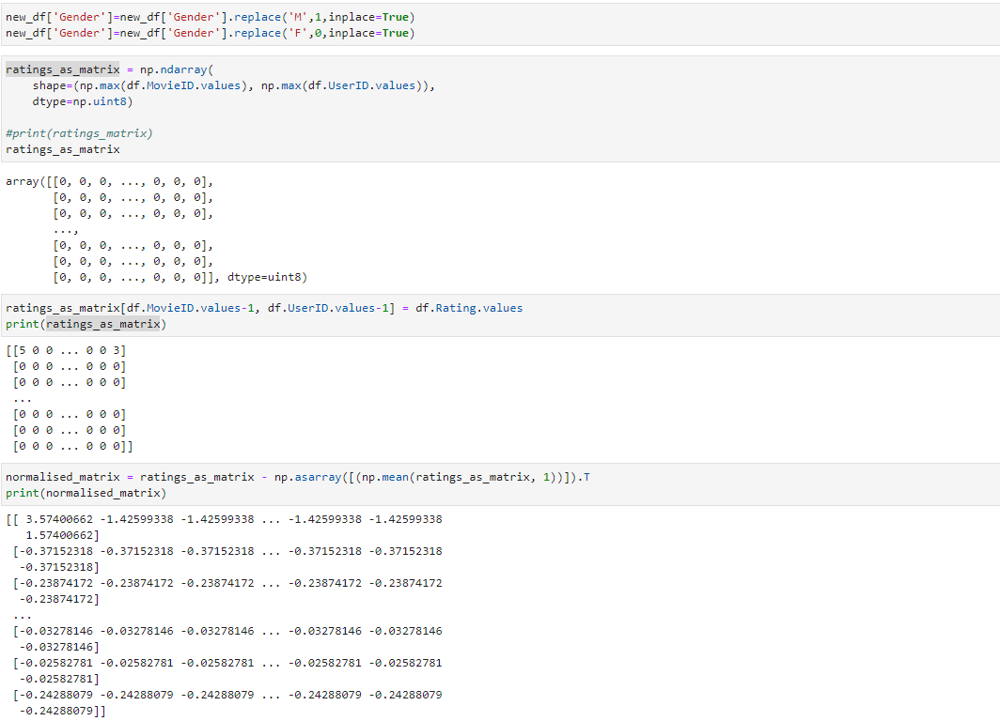 new_df['Gender']=new_df['Gender'].replace('M',1,inplace=True)
new_df['Gender']=new_df['Gender'].replace('F',0,inplace=True)
ratings_as_matrix = np.ndarray(
    shape=(np.max(df.MovieID.values), np.max(df.UserID.values)),
    dtype=np.uint8)
#print(ratings_matrix)
ratings_as_matrix
array([[0, 0, 0, ..., 0, 0, 0],
       [0, 0, 0, ..., 0, 0, 0],
       [0, 0, 0, ..., 0, 0, 0],
       ...,
       [0, 0, 0, ..., 0, 0, 0],
       [0, 0, 0, ..., 0, 0, 0],
       [0, 0, 0, ..., 0, 0, 0]], dtype=uint8)
ratings_as_matrix[df.MovieID.values-1, df.UserID.values-1] = df.Rating.values
print(ratings_as_matrix)
[[5 0 0 ... 0 0 3]
 [0 0 0 ... 0 0 0]
 [0 0 0 ... 0 0 0]
 ...
 [0 0 0 ... 0 0 0]
 [0 0 0 ... 0 0 0]
 [0 0 0 ... 0 0 0]]
normalised_matrix = ratings_as_matrix - np.asarray([(np.mean(ratings_as_matrix, 1))]).T
print(normalised_matrix)
[[ 3.57400662 -1.42599338 -1.42599338 ... -1.42599338 -1.42599338
   1.57400662]
 [-0.37152318 -0.37152318 -0.37152318 ... -0.37152318 -0.37152318
  -0.37152318]
 [-0.23874172 -0.23874172 -0.23874172 ... -0.23874172 -0.23874172
  -0.23874172]
 ...
 [-0.03278146 -0.03278146 -0.03278146 ... -0.03278146 -0.03278146
  -0.03278146]
 [-0.02582781 -0.02582781 -0.02582781 ... -0.02582781 -0.02582781
  -0.02582781]
 [-0.24288079 -0.24288079 -0.24288079 ... -0.24288079 -0.24288079
  -0.24288079]]